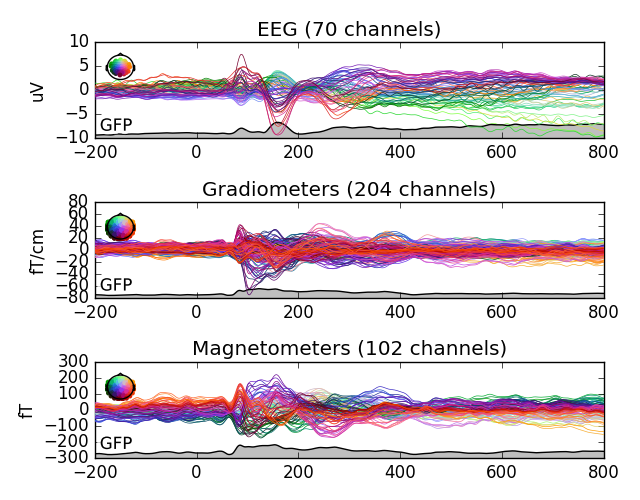 EEG (70 channels)
10
5
0
−5
−10
uV
GFP
−200 0 200 400 600 800
Gradiometers (204 channels)
80
60
40
20
0
−20
−40
−60
−80
fT/cm
GFP
−200 0 200 400 600 800
Magnetometers (102 channels)
300
200
100
0
−100
−200
−300
fT
GFP
−200 0 200 400 600 800